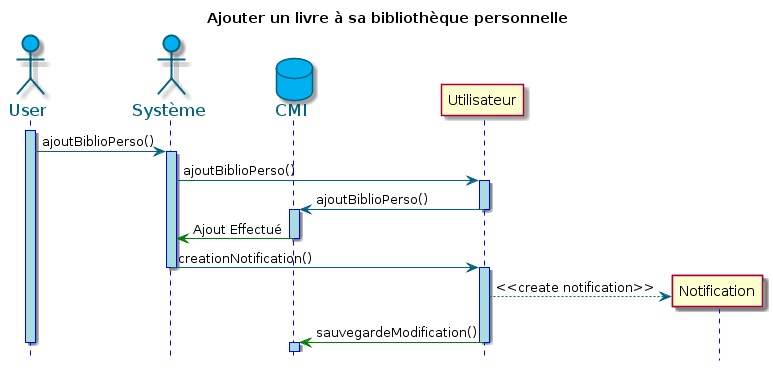 Ajouter un livre à sa bibliothèque personnelle
User
Système
CMI
Utilisateur
ajoutBiblioPerso()
ajoutBiblioPerso()
ajoutBiblioPerso()
Ajout Effectué
creationNotification()
<<create notification>>
Notification
sauvegardeModification()